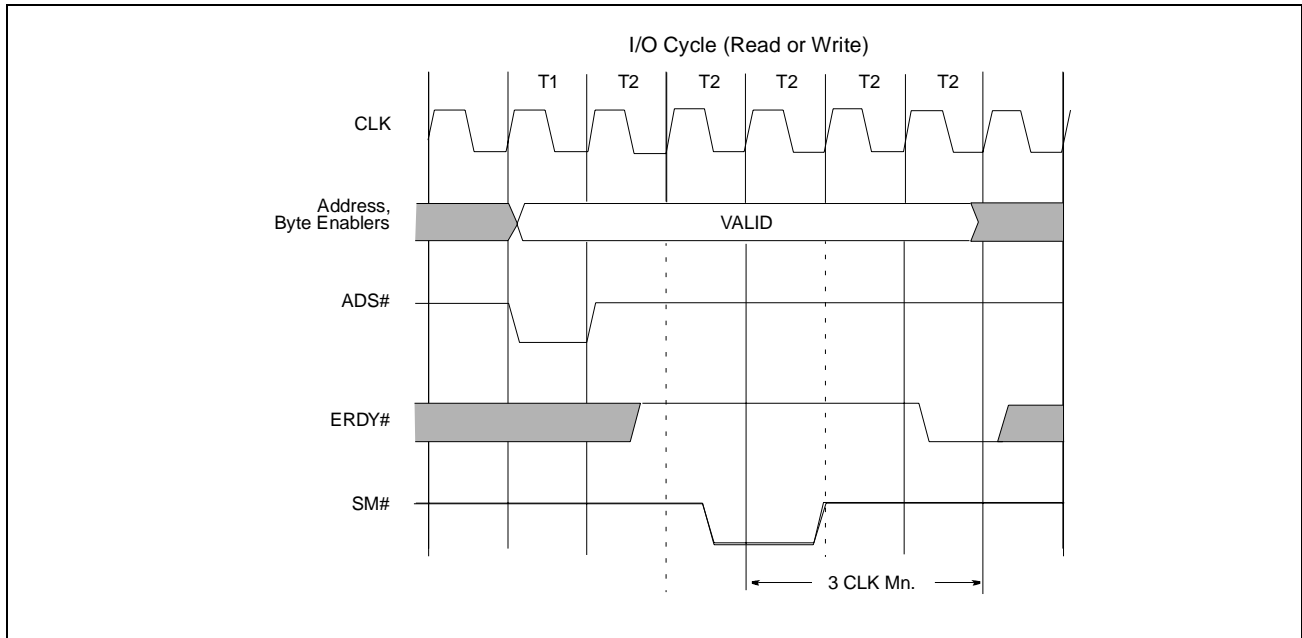 I/O Cycle (Read or Write)
T1 T2 T2 T2 T2 T2
CLK
Address,
Byte Enablers
VALID
ADS#
ERDY#
SM#
3 CLK Mn.